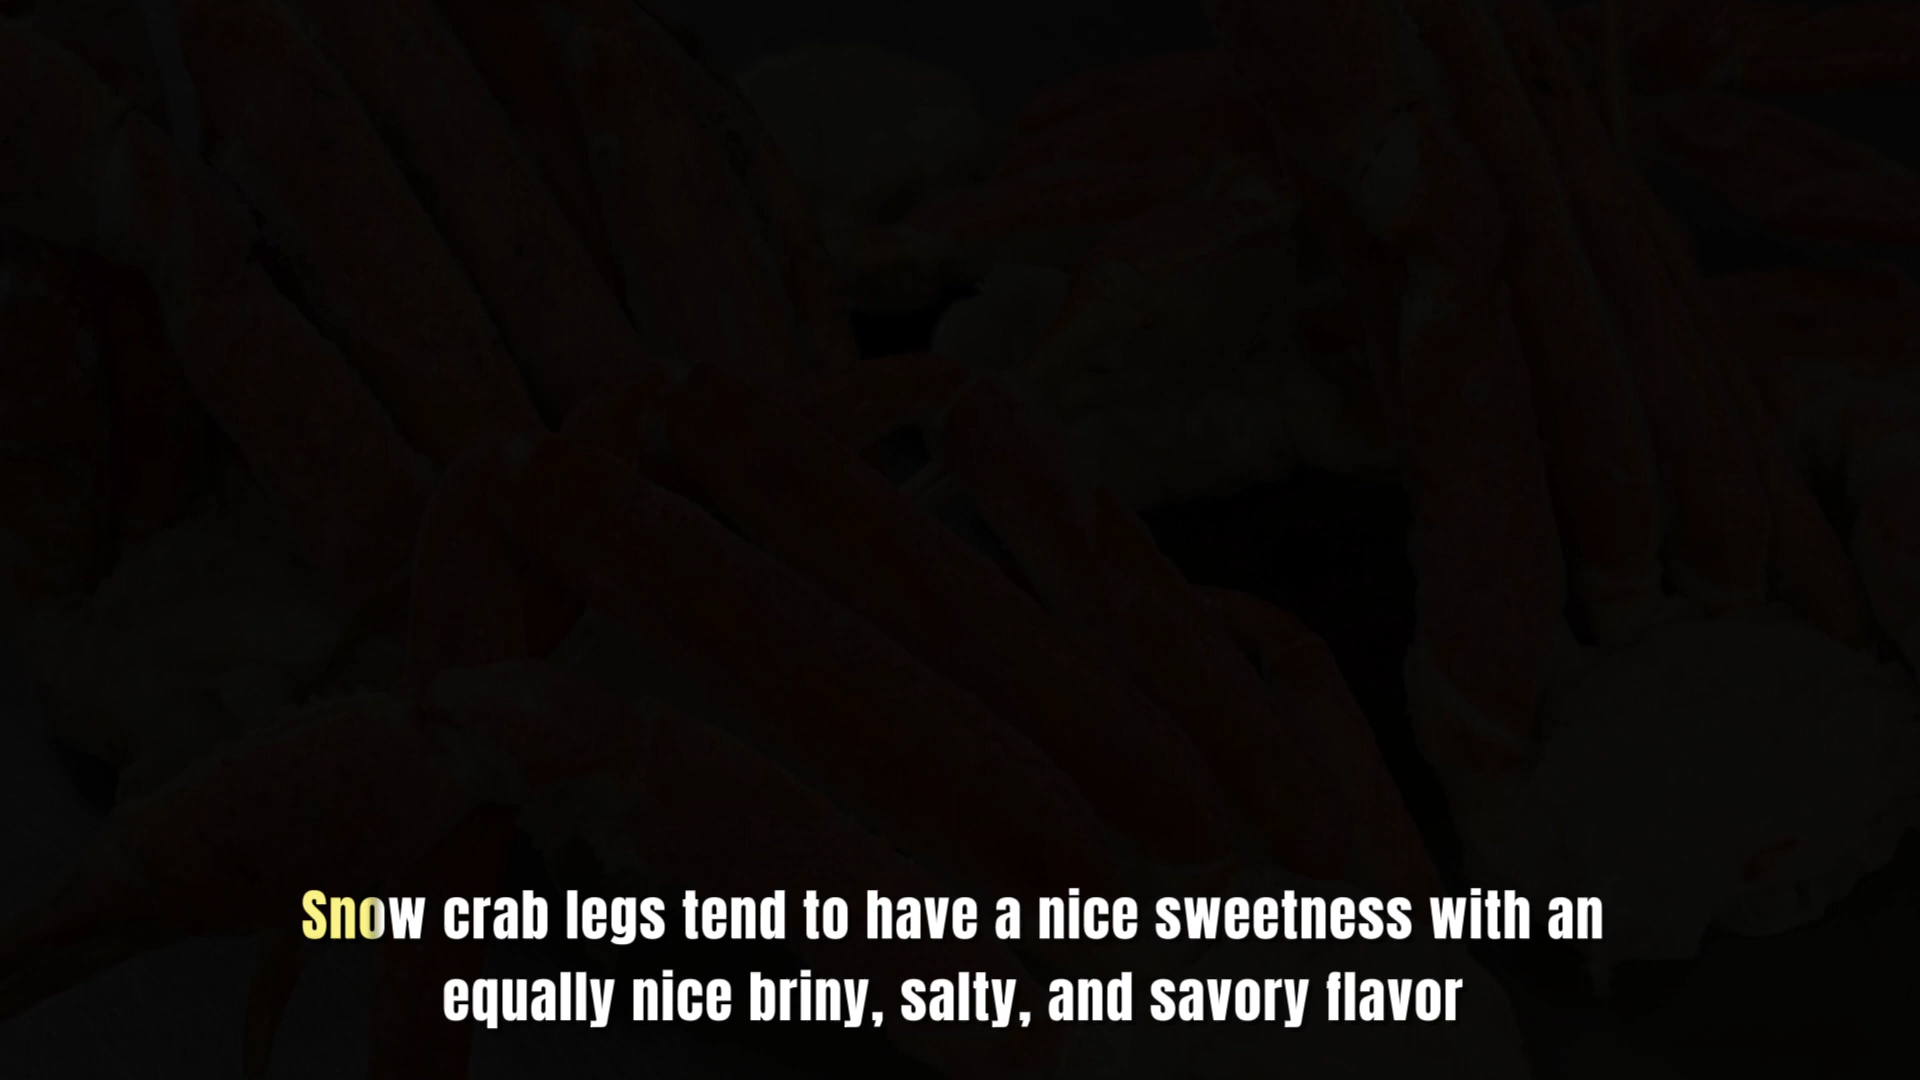 Snow crab legs tend to have a nice sweetness with an
equally nice briny, salty, and savory flavor